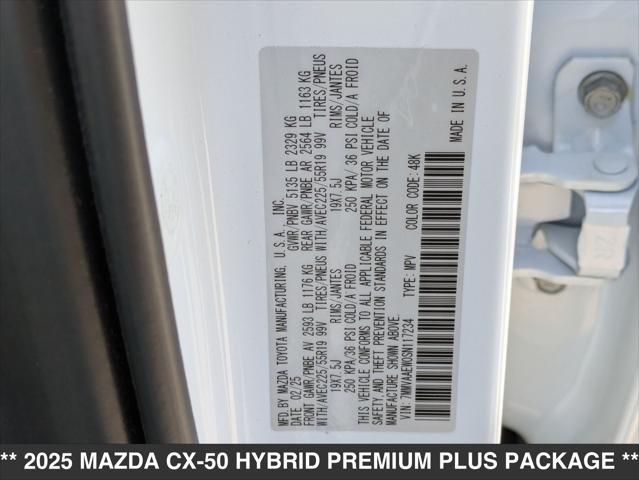 MFD BY MAZDA TOYOTA MANUFACTURING, U.S.A. INC.
DATE: 02/25 GVWR/PNBV 5135 LB 2329 KG
FRONT GAWR/PNBE AV 2593 LB 1176 KG REAR GAWR/PNBE AR 2564 LB 1163 KG
WITH/AVEC225/55R19 99V TIRES/PNEUS WITH/AVEC225/55R19 99V TIRES/PNEUS
19X7.5J RIMS/JANTES 19X7.5J RIMS/JANTES
250 KPA/36 PSI COLD/A FROID 250 KPA/ 36 PSI COLD/A FROID
THIS VEHICLE CONFORMS TO ALL APPLICABLE FEDERAL MOTOR VEHICLE
SAFETY, AND THEFT PREVENTION STANDARDS IN EFFECT ON THE DATE OF
MANUFACTURE SHOWN ABOVE.
VIN: TYPE: MPV COLOR CODE: 48K
MADE IN U.S.A.
2R
** 2025 MAZDA CX-50 HYBRID PREMIUM PLUS PACKAGE **